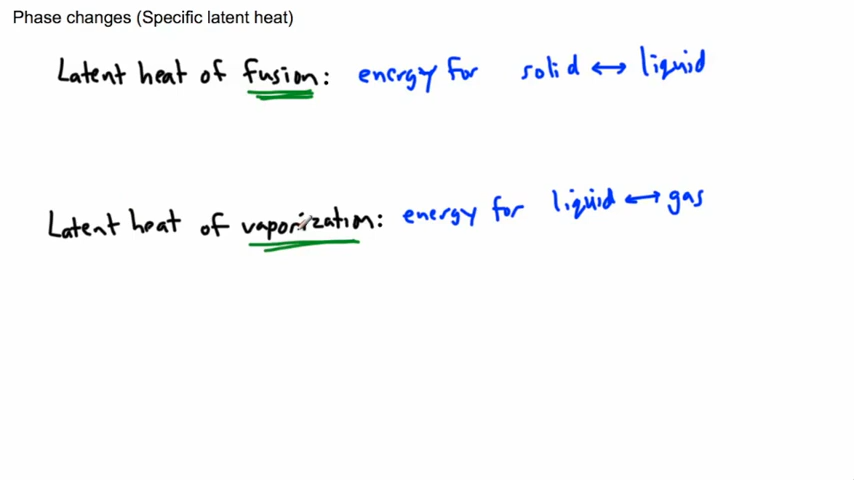 Phase changes (Specific latent heat)
Latent heat of fusion: energy for solid ↔ liquid
Latent heat of vaporization: energy for liquid ↔ gas